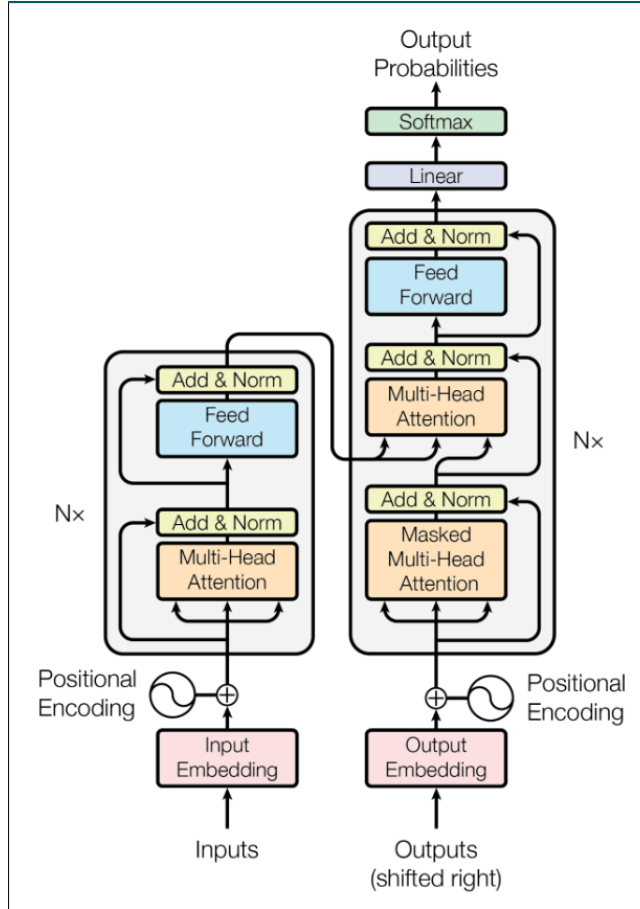 Output
Probabilities
Softmax
Linear
Add & Norm
Feed
Forward
Add & Norm
Multi-Head
Attention
N×
Add & Norm
Masked
Multi-Head
Attention
Add & Norm
Feed
Forward
N×
Add & Norm
Multi-Head
Attention
Positional
Encoding
Positional
Encoding
Input
Embedding
Output
Embedding
Inputs
Outputs
(shifted right)